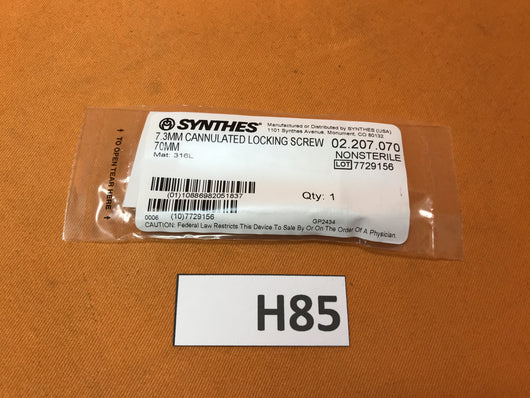 SYNTHES®
Manufactured or Distributed by SYNTHES (USA)
1101 Synthes Avenue, Monument, CO 80132
7.3MM CANNULATED LOCKING SCREW
70MM
Mat: 316L
02.207.070
NONSTERILE
LOT 7729156
(01)10886982051837
Qty: 1
0006 (10)7729156
GP2434
CAUTION: Federal Law Restricts This Device To Sale By Or On The Order Of A Physician.
↑ TO OPEN TEAR HERE ↑
H85